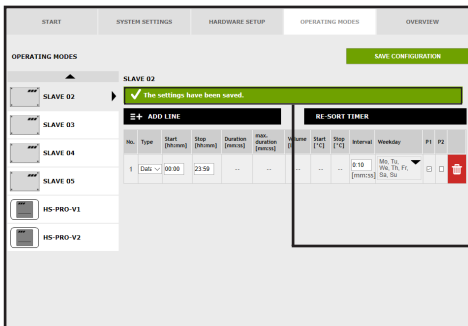 START SYSTEM SETTINGS HARDWARE SETUP OPERATING MODES OVERVIEW
OPERATING MODES SAVE CONFIGURATION
SLAVE 02
SLAVE 02
The settings have been saved.
ADD LINE RE-SORT TIMER
SLAVE 03
No. Type Start [hh:mm] Stop [hh:mm] Duration [mm:ss] max. duration [mm:ss] Start [°C] Stop [°C] Interval Weekday P1 P2
SLAVE 04
1 Data 00:00 23:59 -- -- -- -- -- 0:10 [mm:ss] Mo, Tu, We, Th, Fr, Sa, Su
SLAVE 05
HS-PRO-V1
HS-PRO-V2